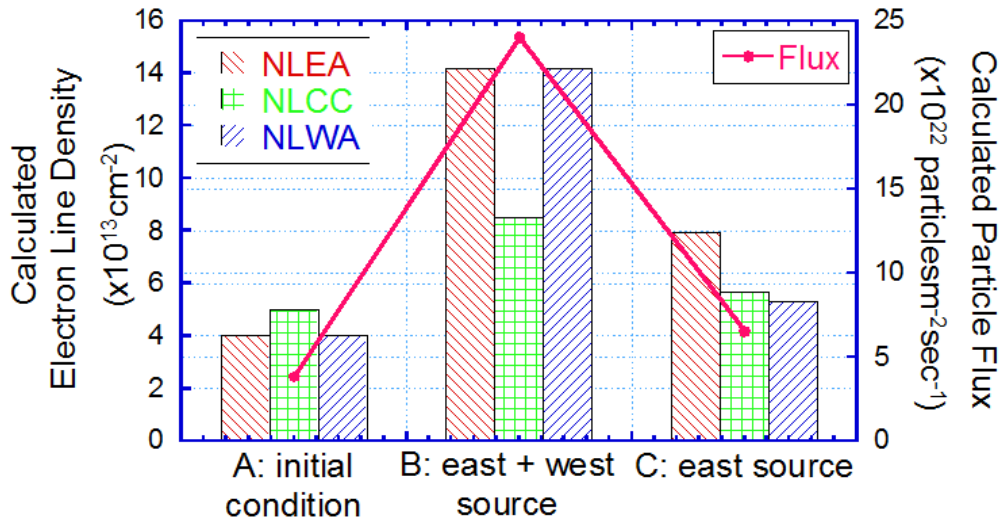 Calculated
Electron Line Density
(x10¹³cm⁻²)
16
14
12
10
8
6
4
2
0
NLEA
NLCC
NLWA
Flux
25
20
15
10
5
0
Calculated Particle Flux
(x10²² particlesm⁻²sec⁻¹)
A: initial
condition
B: east + west
source
C: east source